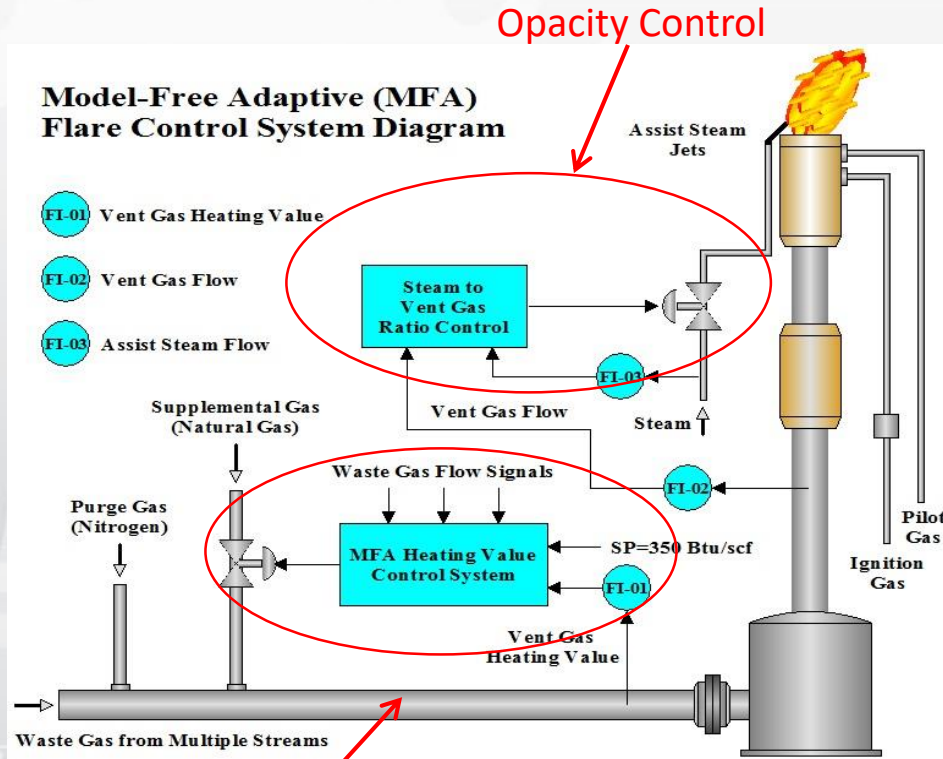 Opacity Control
Model-Free Adaptive (MFA)
Flare Control System Diagram
Assist Steam
Jets
FI-01 Vent Gas Heating Value
FI-02 Vent Gas Flow
FI-03 Assist Steam Flow
Steam to
Vent Gas
Ratio Control
FI-03
Vent Gas Flow
Steam
Supplemental Gas
(Natural Gas)
Waste Gas Flow Signals
FI-02
Purge Gas
(Nitrogen)
Pilot
Gas
Ignition
Gas
SP=350 Btu/scf
MFA Heating Value
Control System
FI-01
Vent Gas
Heating Value
Waste Gas from Multiple Streams